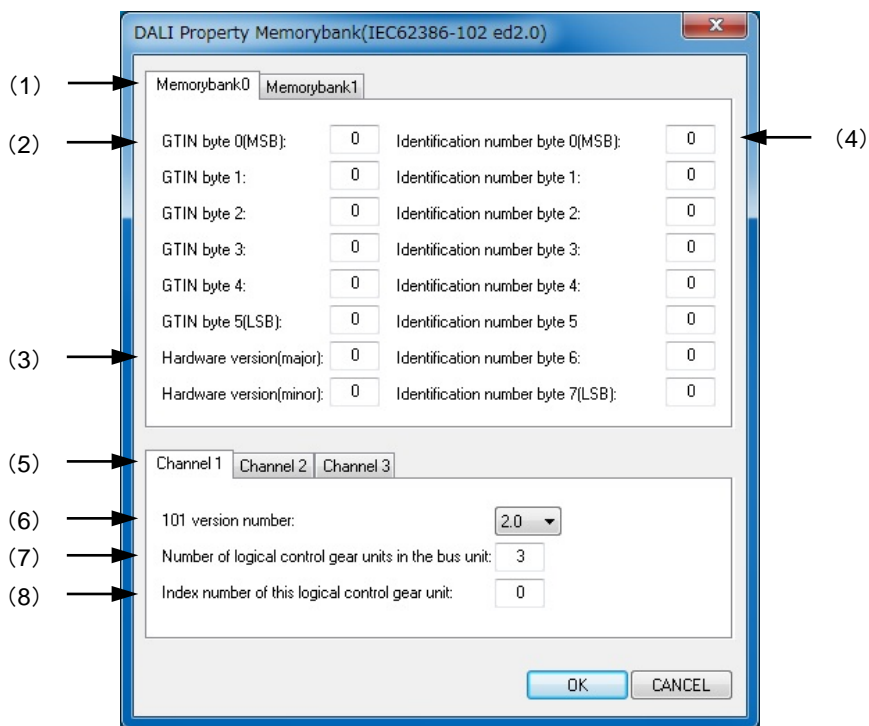 DALI Property Memorybank(IEC62386-102 ed2.0)
(1) Memorybank0 Memorybank1
(2) GTIN byte 0(MSB): 0 Identification number byte 0(MSB): 0 (4)
GTIN byte 1: 0 Identification number byte 1: 0
GTIN byte 2: 0 Identification number byte 2: 0
GTIN byte 3: 0 Identification number byte 3: 0
GTIN byte 4: 0 Identification number byte 4: 0
GTIN byte 5(LSB): 0 Identification number byte 5 0
(3) Hardware version(major): 0 Identification number byte 6: 0
Hardware version(minor): 0 Identification number byte 7(LSB): 0
(5) Channel 1 Channel 2 Channel 3
(6) 101 version number: 2.0
(7) Number of logical control gear units in the bus unit: 3
(8) Index number of this logical control gear unit: 0
OK CANCEL